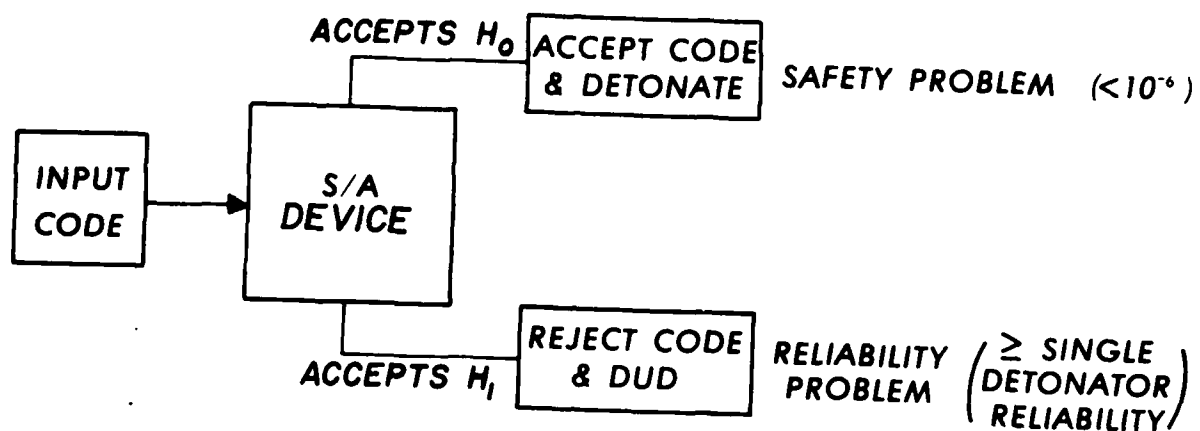 ACCEPTS H₀
ACCEPT CODE
& DETONATE
SAFETY PROBLEM (<10⁻⁶)
INPUT
CODE
S/A
DEVICE
ACCEPTS H₁
REJECT CODE
& DUD
RELIABILITY
PROBLEM
(≥ SINGLE
DETONATOR
RELIABILITY)